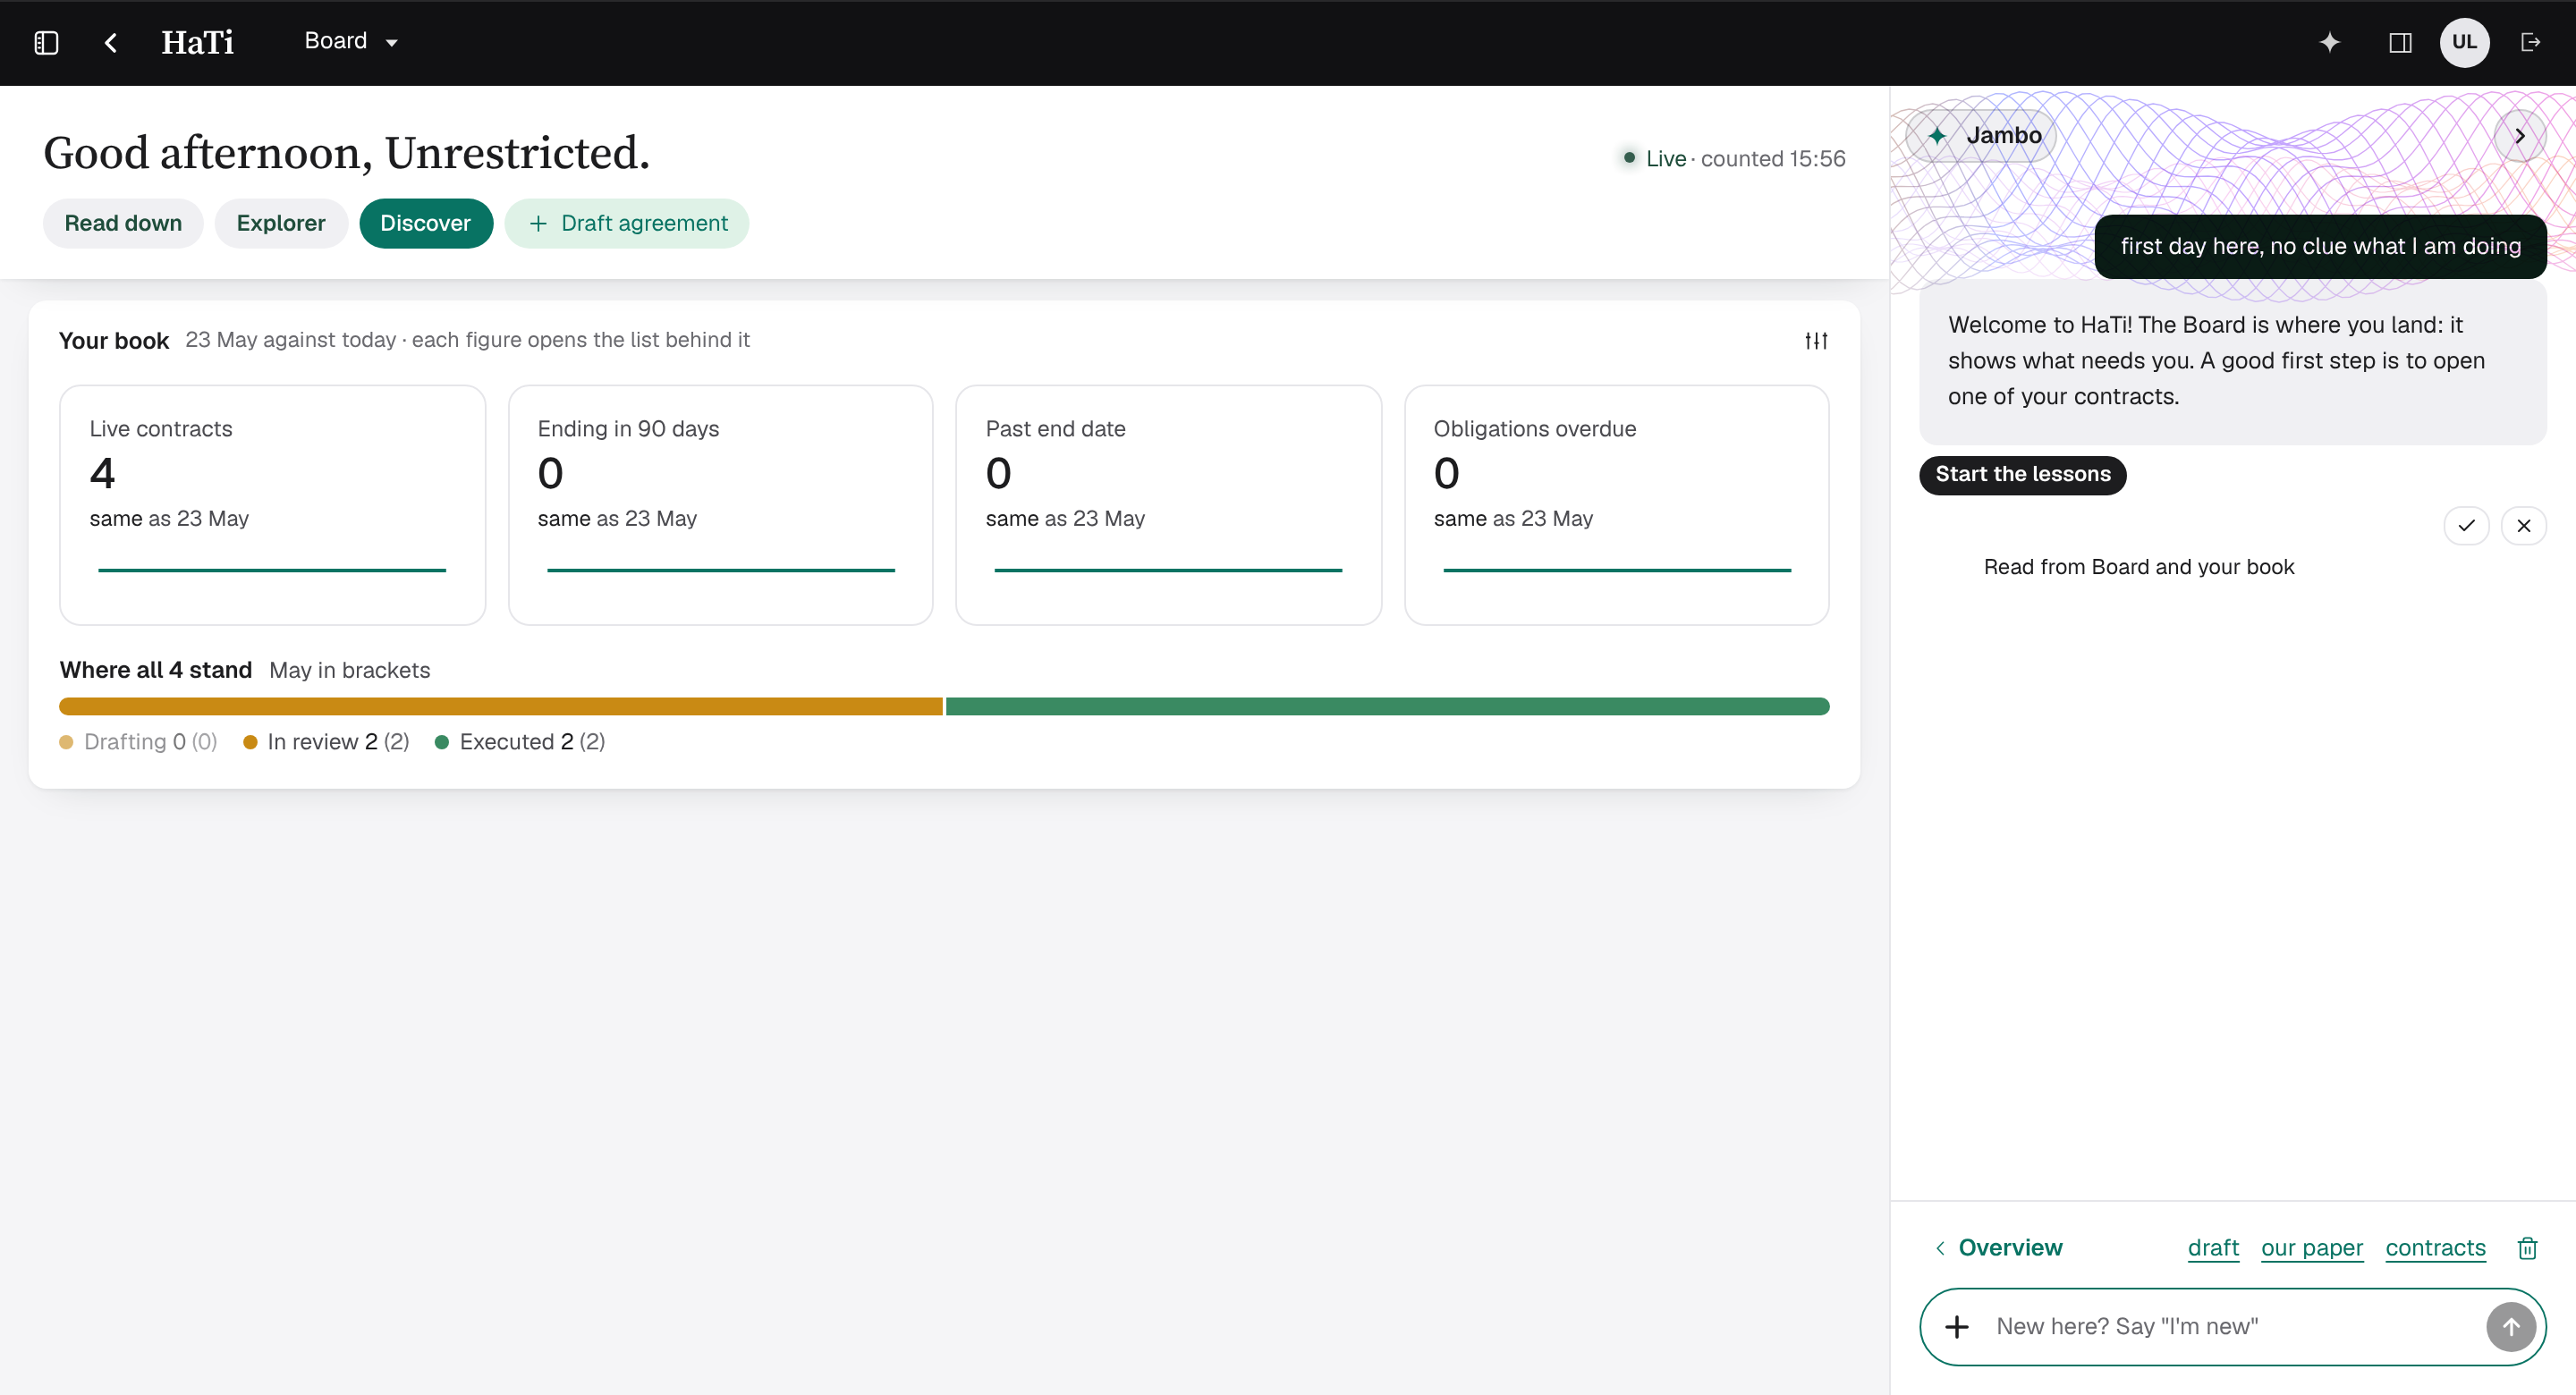 HaTi
Board
UL
Good afternoon, Unrestricted.
Live · counted 15:56
Read down
Explorer
Discover
+ Draft agreement
Your book 23 May against today · each figure opens the list behind it
Live contracts
4
same as 23 May
Ending in 90 days
0
same as 23 May
Past end date
0
same as 23 May
Obligations overdue
0
same as 23 May
Where all 4 stand May in brackets
Drafting 0 (0) In review 2 (2) Executed 2 (2)
Jambo
first day here, no clue what I am doing
Welcome to HaTi! The Board is where you land: it
shows what needs you. A good first step is to open
one of your contracts.
Start the lessons
Read from Board and your book
Overview
draft our paper contracts
New here? Say "I'm new"